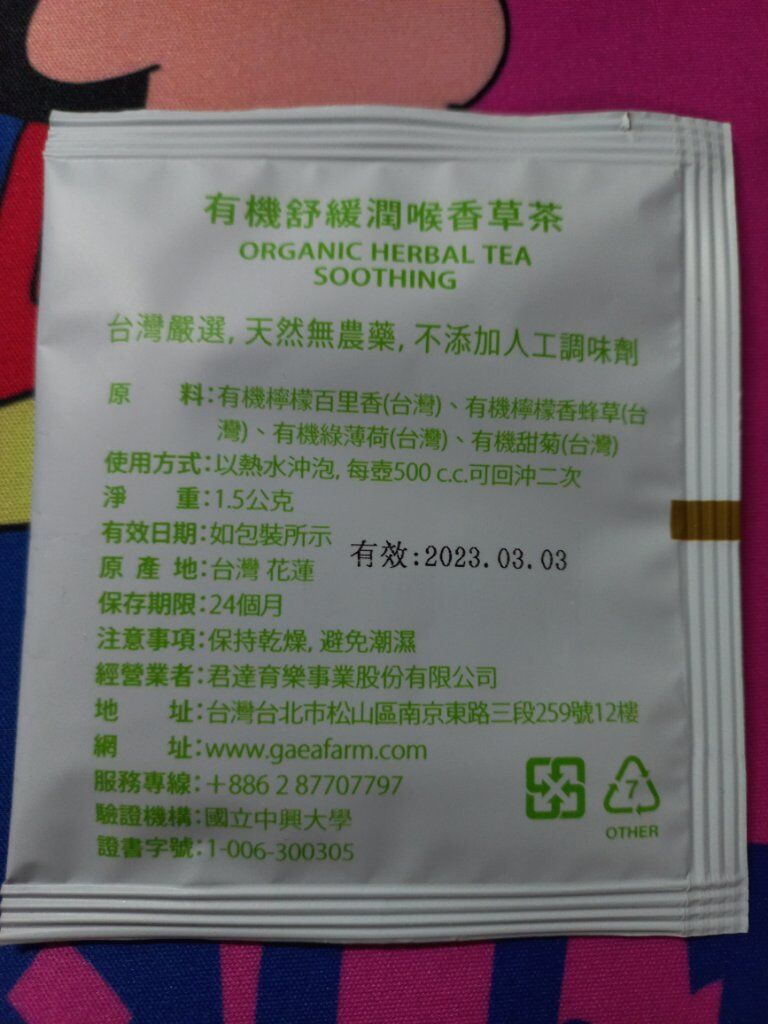 有機舒緩潤喉香草茶
ORGANIC HERBAL TEA
SOOTHING
台灣嚴選, 天然無農藥, 不添加人工調味劑
原 料：有機檸檬百里香(台灣)、有機檸檬香蜂草(台
灣)、有機綠薄荷(台灣)、有機甜菊(台灣)
使用方式：以熱水沖泡, 每壺500 c.c.可回沖二次
淨 重：1.5公克
有效日期：如包裝所示
有效:2023.03.03
原 產 地：台灣 花蓮
保存期限：24個月
注意事項：保持乾燥, 避免潮濕
經營業者：君達育樂事業股份有限公司
地 址：台灣台北市松山區南京東路三段259號12樓
網 址：www.gaeafarm.com
服務專線：+886 2 87707797
驗證機構：國立中興大學
證書字號：1-006-300305
7
OTHER